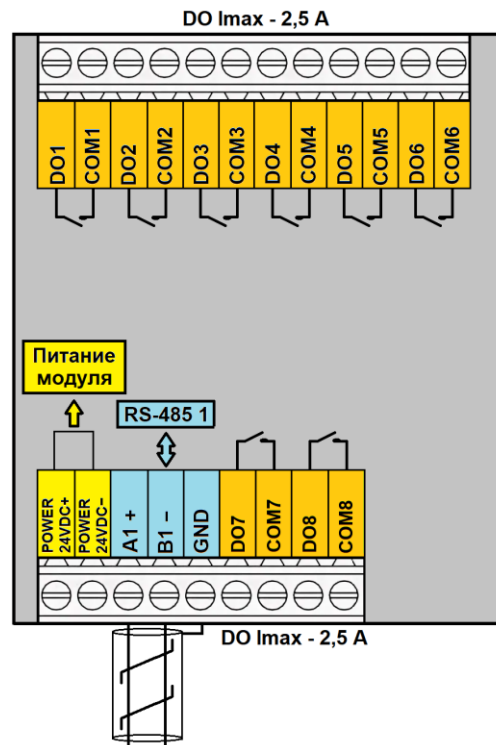 DO Imax - 2,5 A
DO1
COM1
DO2
COM2
DO3
COM3
DO4
COM4
DO5
COM5
DO6
COM6
Питание
модуля
RS-485 1
POWER
24VDC+
POWER
24VDC−
A1 +
B1 −
GND
DO7
COM7
DO8
COM8
DO Imax - 2,5 A